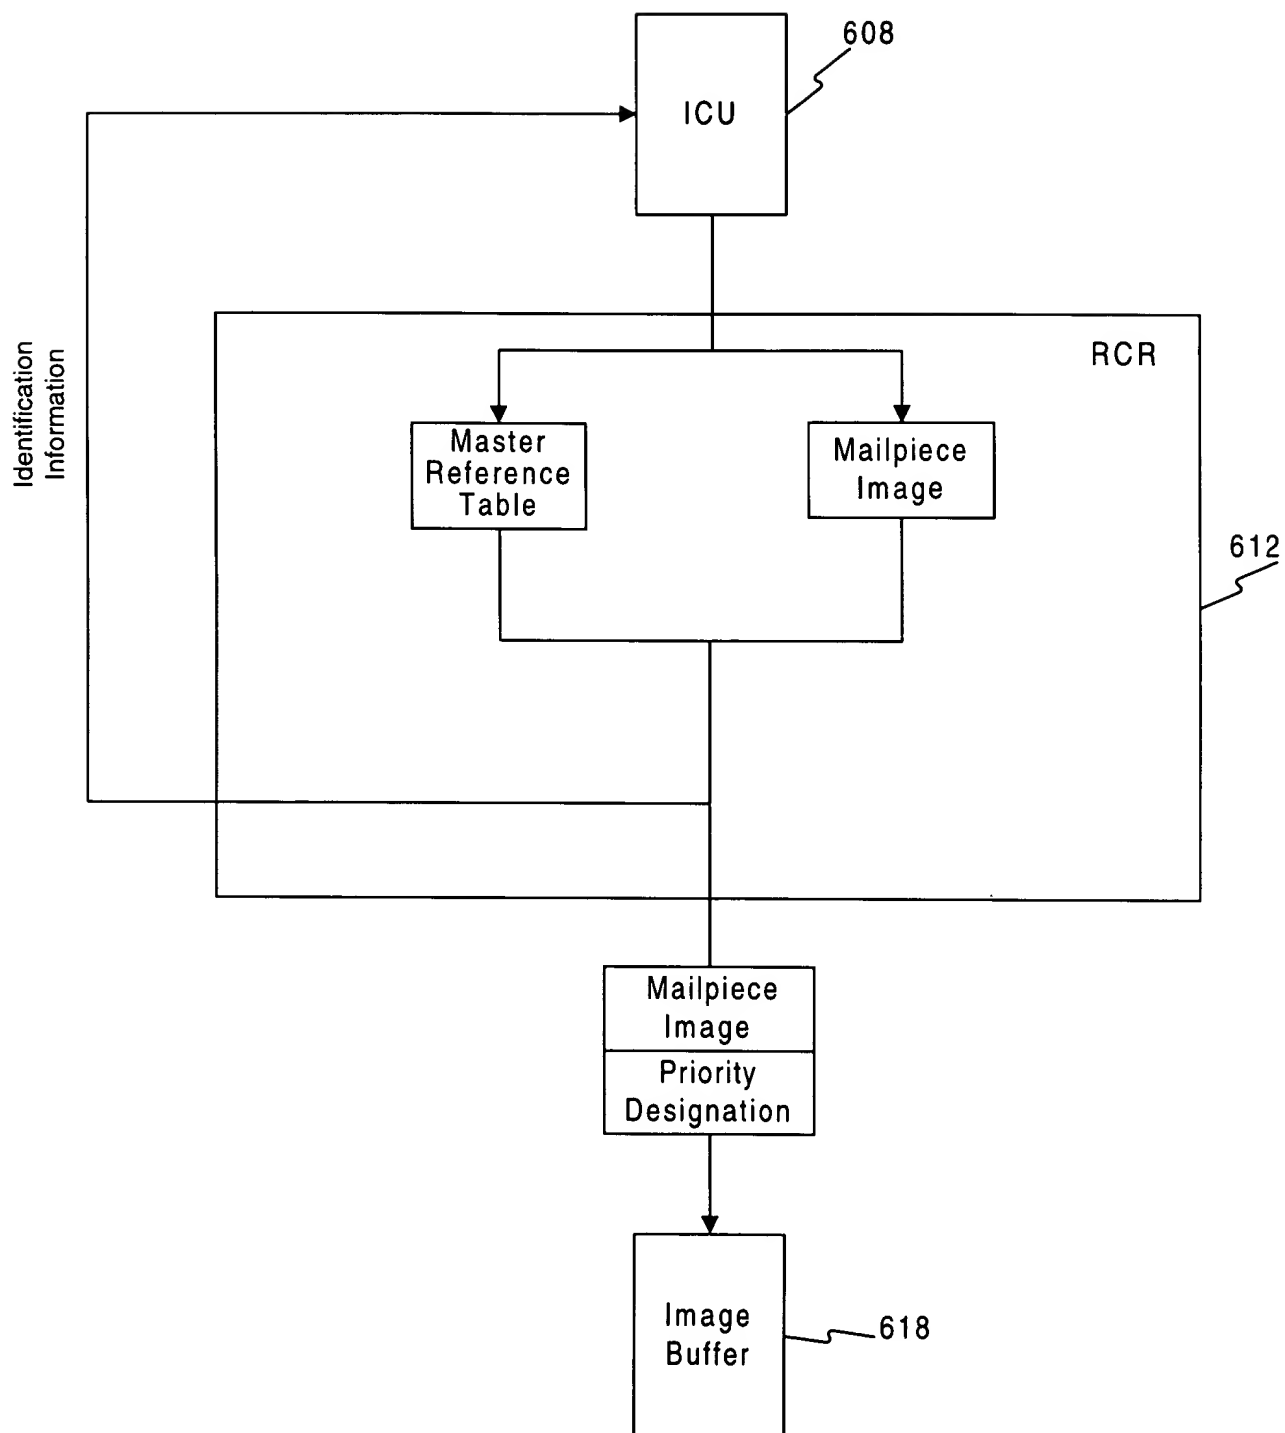 608
ICU
RCR
Identification
Information
Master
Reference
Table
Mailpiece
Image
612
Mailpiece
Image
Priority
Designation
Image
Buffer
618